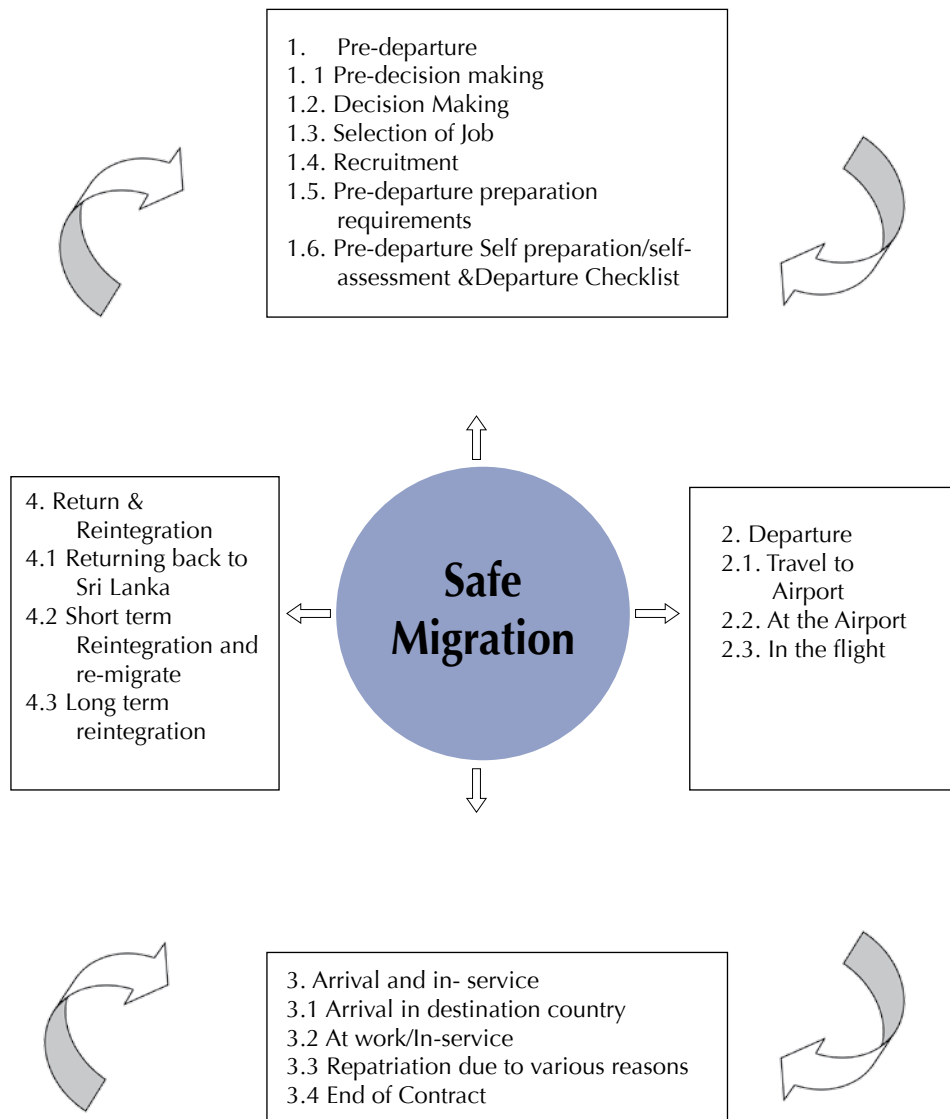 1. Pre-departure
1. 1 Pre-decision making
1.2. Decision Making
1.3. Selection of Job
1.4. Recruitment
1.5. Pre-departure preparation
requirements
1.6. Pre-departure Self preparation/self-
assessment &Departure Checklist
4. Return &
Reintegration
4.1 Returning back to
Sri Lanka
4.2 Short term
Reintegration and
re-migrate
4.3 Long term
reintegration
Safe
Migration
2. Departure
2.1. Travel to
Airport
2.2. At the Airport
2.3. In the flight
3. Arrival and in- service
3.1 Arrival in destination country
3.2 At work/In-service
3.3 Repatriation due to various reasons
3.4 End of Contract